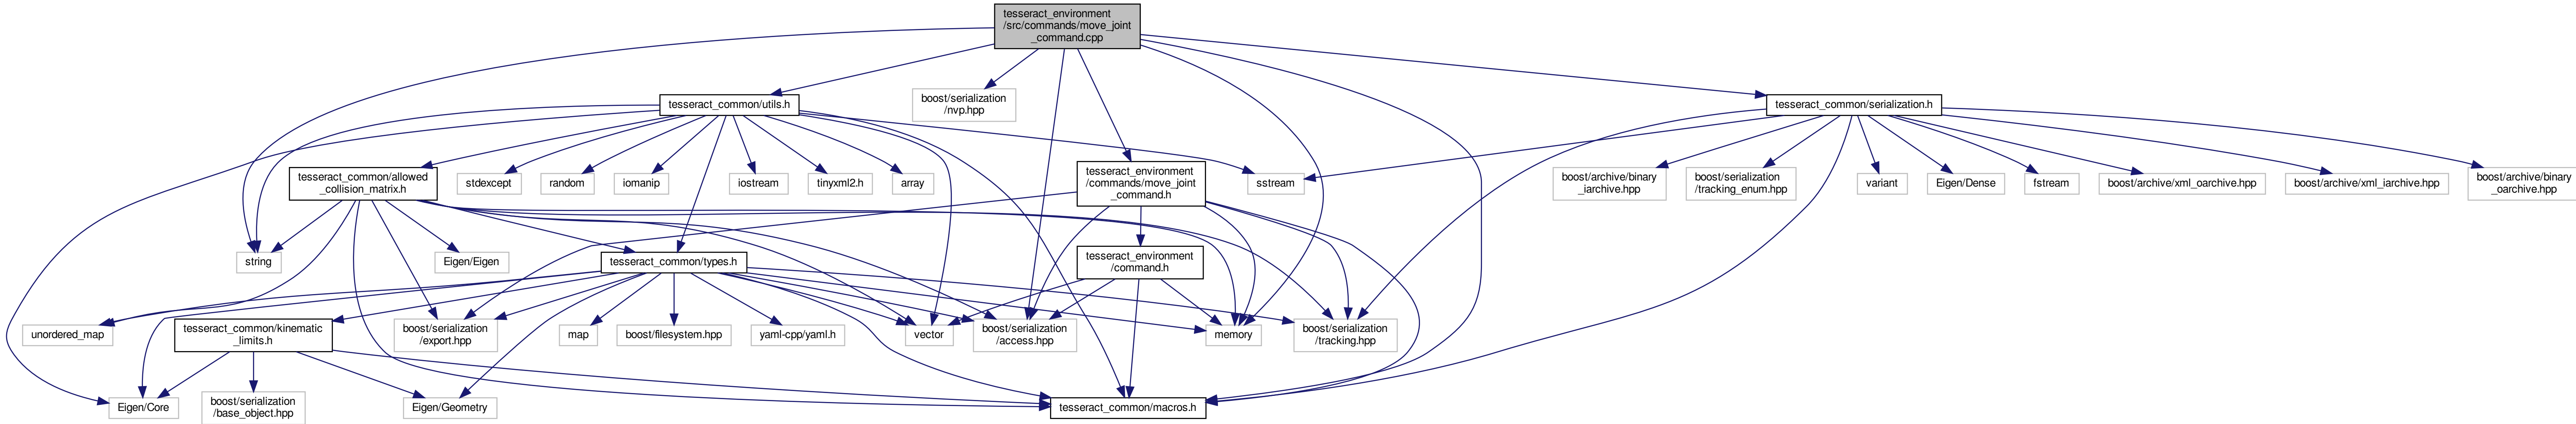 tesseract_environment
/src/commands/move_joint
_command.cpp
tesseract_common/utils.h
boost/serialization
/nvp.hpp
tesseract_common/serialization.h
tesseract_common/allowed
_collision_matrix.h
stdexcept
random
iomanip
iostream
tinyxml2.h
array
tesseract_environment
/commands/move_joint
_command.h
sstream
boost/archive/binary
_iarchive.hpp
boost/serialization
/tracking_enum.hpp
variant
Eigen/Dense
fstream
boost/archive/xml_oarchive.hpp
boost/archive/xml_iarchive.hpp
boost/archive/binary
_oarchive.hpp
string
Eigen/Eigen
tesseract_common/types.h
tesseract_environment
/command.h
unordered_map
tesseract_common/kinematic
_limits.h
boost/serialization
/export.hpp
map
boost/filesystem.hpp
yaml-cpp/yaml.h
vector
boost/serialization
/access.hpp
memory
boost/serialization
/tracking.hpp
Eigen/Core
boost/serialization
/base_object.hpp
Eigen/Geometry
tesseract_common/macros.h